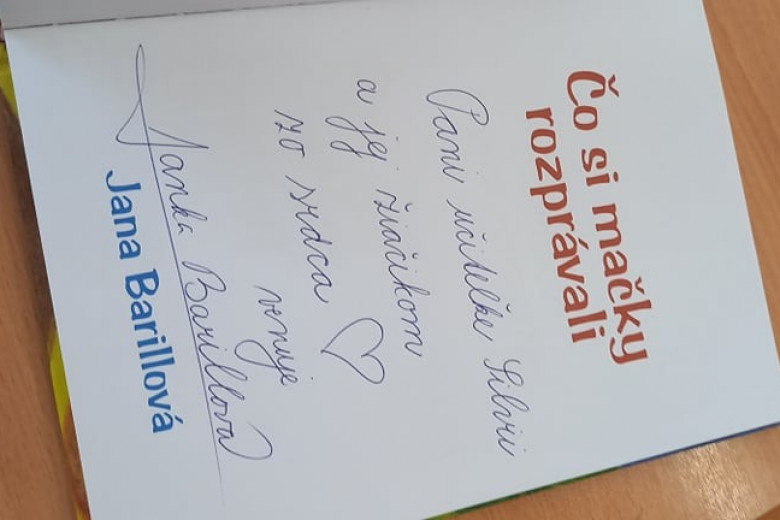 Čo si mačky
rozprávali
Pani učiteľke Silvii
a jej žiačikom
zo srdca ♡
venuje
Janka Barillová
Jana Barillová